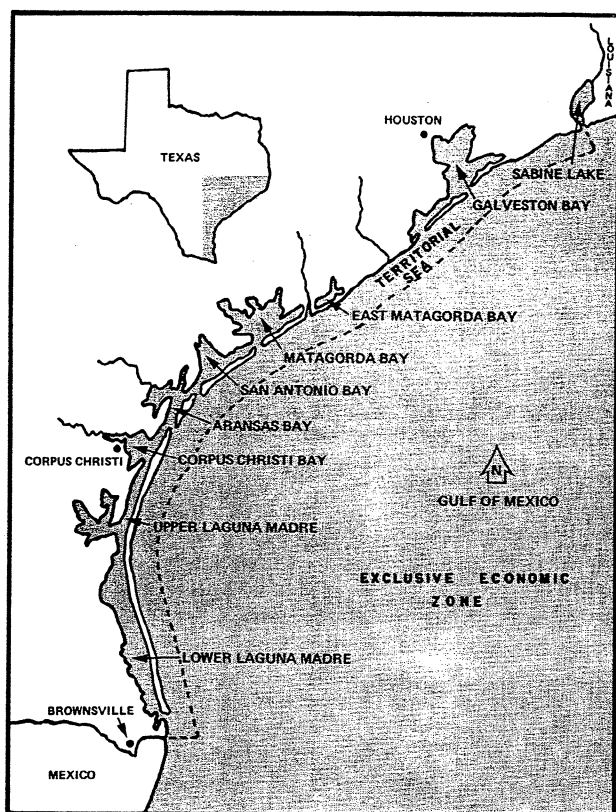 LOUISIANA
HOUSTON
TEXAS
SABINE LAKE
GALVESTON BAY
TERRITORIAL
SEA
EAST MATAGORDA BAY
MATAGORDA BAY
SAN ANTONIO BAY
ARANSAS BAY
CORPUS CHRISTI
CORPUS CHRISTI BAY
N
GULF OF MEXICO
UPPER LAGUNA MADRE
EXCLUSIVE ECONOMIC
ZONE
LOWER LAGUNA MADRE
BROWNSVILLE
MEXICO